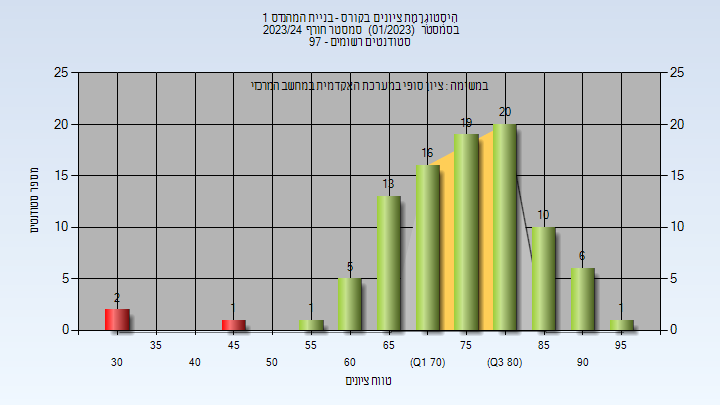 היסטוגרמת ציונים בקורס - בניית המהנדס 1
בסמסטר (01/2023) סמסטר חורף 2023/24
סטודנטים רשומים - 97
במשימה : ציון סופי במערכת האקדמית במחשב המרכזי
מספר סטודנטים
25 25
20 20
15 15
10 10
5 5
0 0
2 1 1 5 13 16 19 20 10 6 1
35 45 55 65 75 85 95
30 40 50 60 (Q1 70) (Q3 80) 90
טווח ציונים